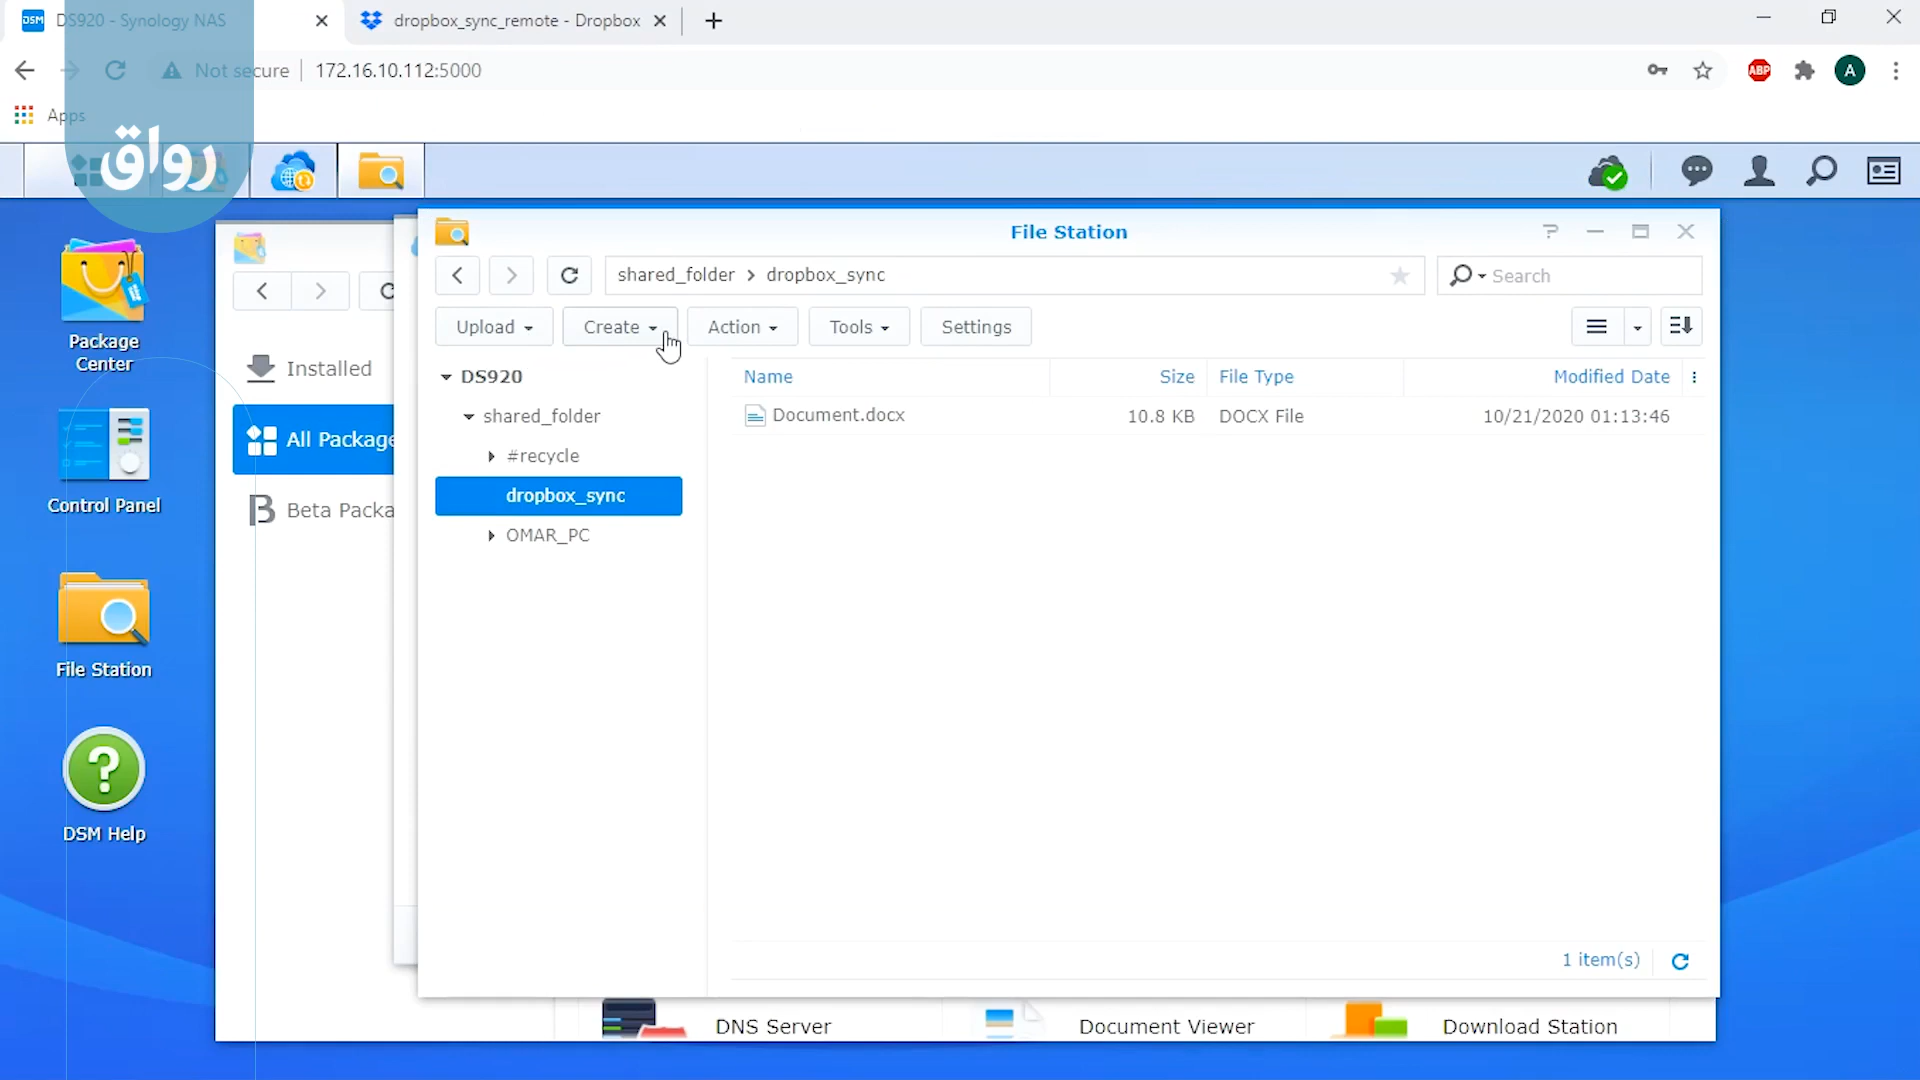 DS920 - Synology NAS
dropbox_sync_remote - Dropbox
Not secure
172.16.10.112:5000
ABP
A
Apps
رواق
Package Center
Control Panel
File Station
DSM Help
Installed
All Package
Beta Packa
File Station
shared_folder > dropbox_sync
Search
Upload
Create
Action
Tools
Settings
DS920
shared_folder
#recycle
dropbox_sync
OMAR_PC
Name Size File Type Modified Date
Document.docx 10.8 KB DOCX File 10/21/2020 01:13:46
1 item(s)
DNS Server
Document Viewer
Download Station